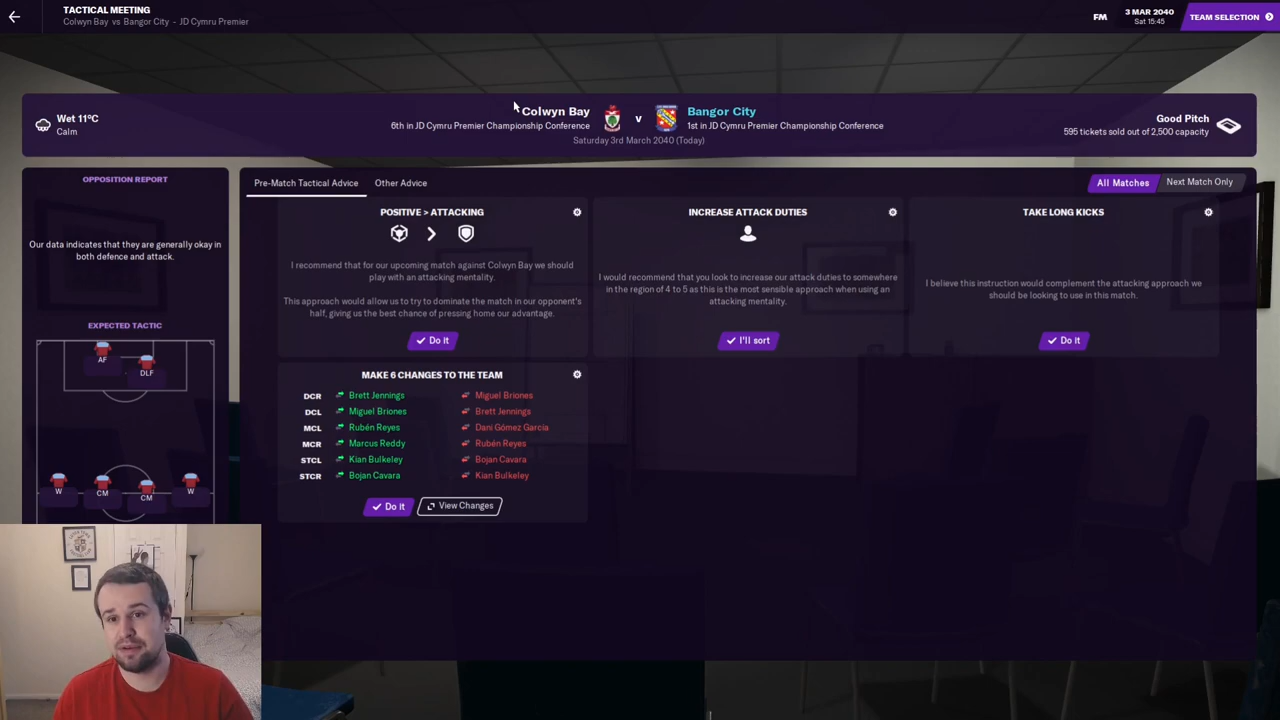 TACTICAL MEETING
Colwyn Bay vs Bangor City - JD Cymru Premier
FM
3 MAR 2040
Sat 15:45
TEAM SELECTION
Wet 11°C
Calm
Colwyn Bay
6th in JD Cymru Premier Championship Conference
v
Bangor City
1st in JD Cymru Premier Championship Conference
Saturday 3rd March 2040 (Today)
Good Pitch
595 tickets sold out of 2,500 capacity
OPPOSITION REPORT
Our data indicates that they are generally okay in
both defence and attack.
EXPECTED TACTIC
AF
DLF
W
CM
CM
W
Pre-Match Tactical Advice
Other Advice
All Matches
Next Match Only
POSITIVE > ATTACKING
I recommend that for our upcoming match against Colwyn Bay we should
play with an attacking mentality.
This approach would allow us to try to dominate the match in our opponent's
half, giving us the best chance of pressing home our advantage.
Do it
INCREASE ATTACK DUTIES
I would recommend that you look to increase our attack duties to somewhere
in the region of 4 to 5 as this is the most sensible approach when using an
attacking mentality.
I'll sort
TAKE LONG KICKS
I believe this instruction would complement the attacking approach we
should be looking to use in this match.
Do it
MAKE 6 CHANGES TO THE TEAM
DCR Brett Jennings Miguel Briones
DCL Miguel Briones Brett Jennings
MCL Rubén Reyes Dani Gómez García
MCR Marcus Reddy Rubén Reyes
STCL Kian Bulkeley Bojan Cavara
STCR Bojan Cavara Kian Bulkeley
Do it
View Changes